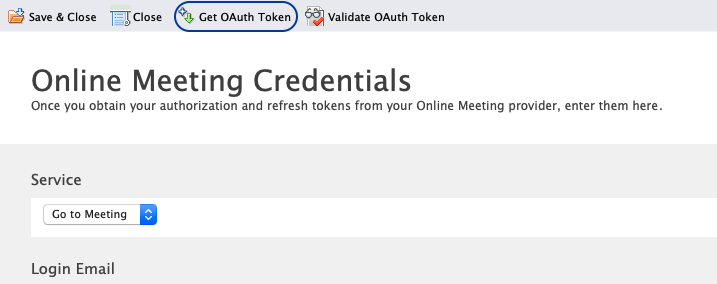 Save & Close Close Get OAuth Token Validate OAuth Token
Online Meeting Credentials
Once you obtain your authorization and refresh tokens from your Online Meeting provider, enter them here.
Service
Go to Meeting
Login Email